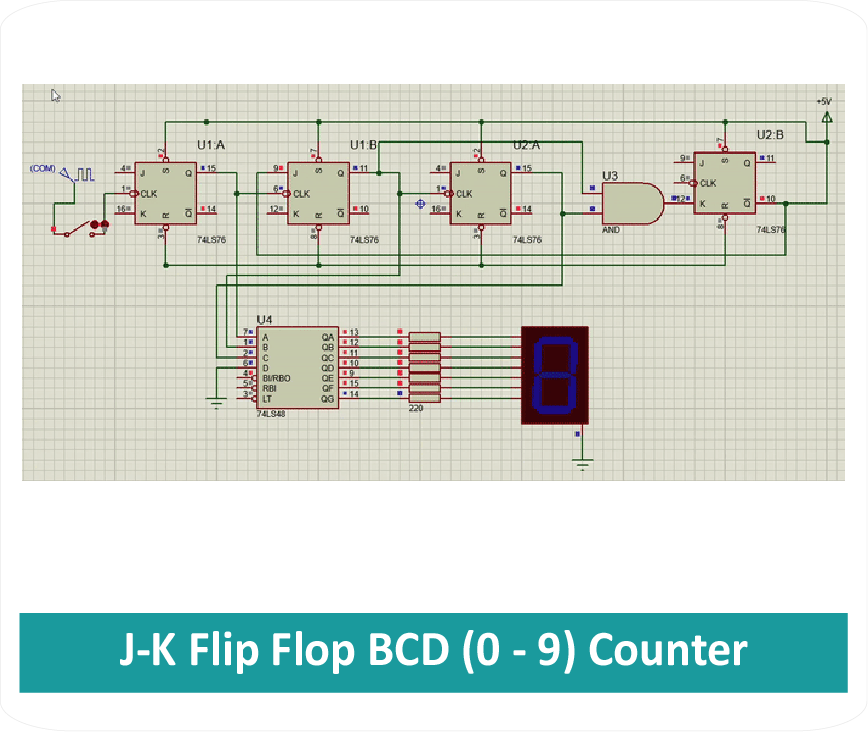 +5V
U1:A
U1:B
U2:A
U2:B
(COM)
4 J S Q 15
1 CLK
16 K R Q 14
2
3
74LS76
9 J S Q 11
6 CLK
12 K R Q 10
7
8
74LS76
4 J S Q 15
1 CLK
16 K R Q 14
2
3
74LS76
U3
AND
9 J S Q 11
6 CLK
12 K R Q 10
7
8
74LS76
U4
7 A QA 13
1 B QB 12
2 C QC 11
6 D QD 10
4 BI/RBO QE 9
5 RBI QF 15
3 LT QG 14
74LS48
220
J-K Flip Flop BCD (0 - 9) Counter